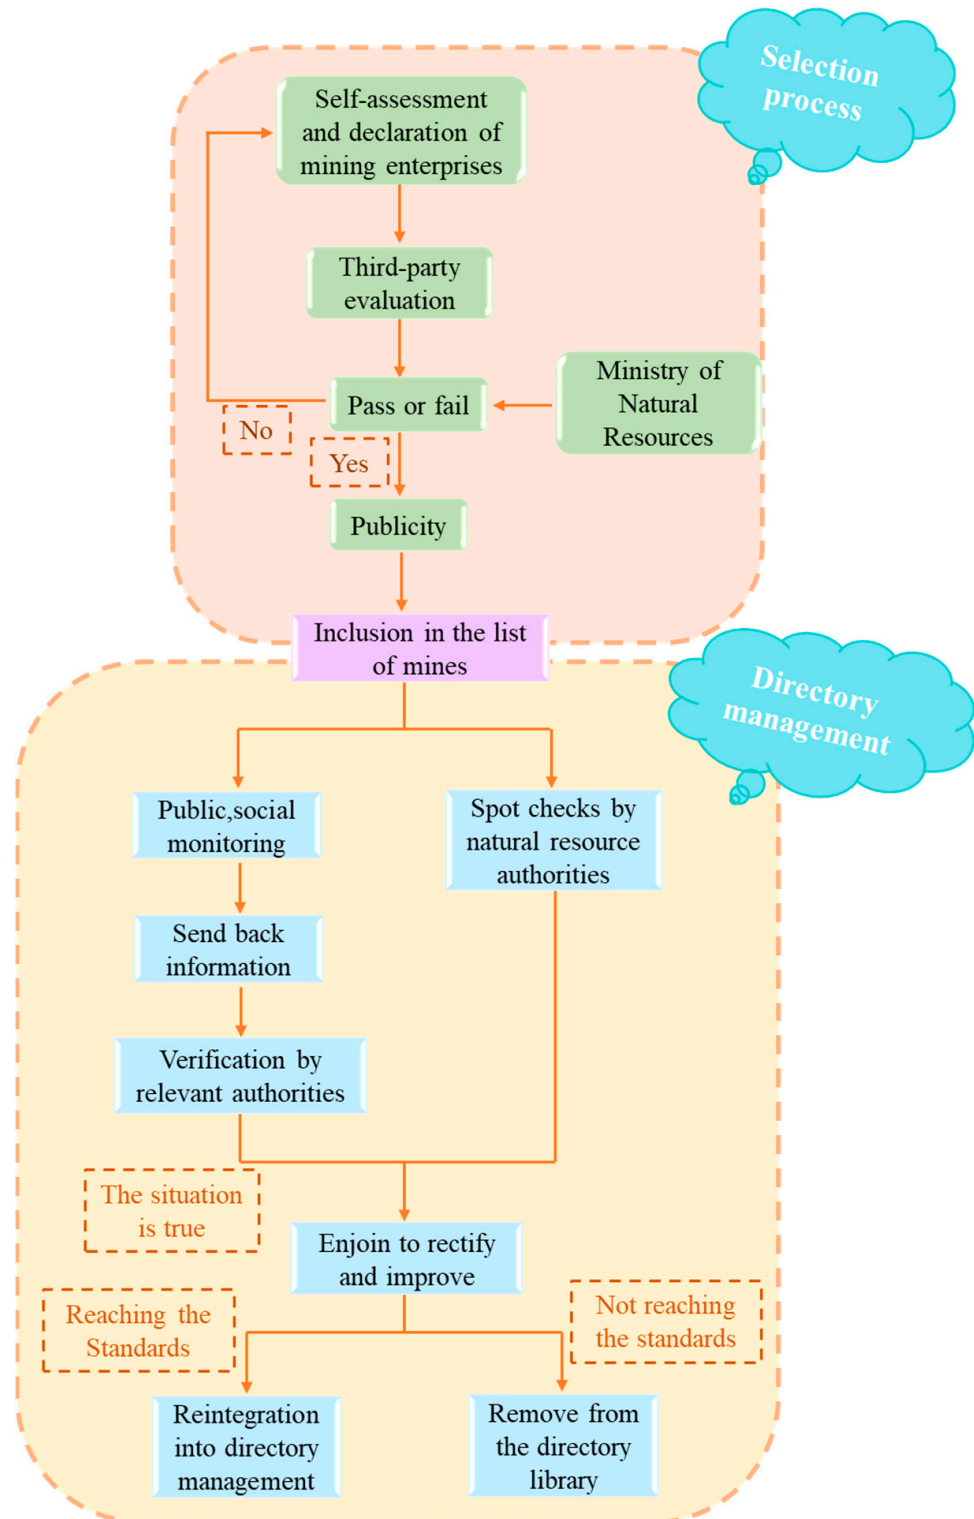 Selection
process
Self-assessment
and declaration of
mining enterprises
Third-party
evaluation
Ministry of
Natural
Resources
Pass or fail
No
Yes
Publicity
Inclusion in the list
of mines
Directory
management
Public,social
monitoring
Spot checks by
natural resource
authorities
Send back
information
Verification by
relevant authorities
The situation
is true
Enjoin to rectify
and improve
Reaching the
Standards
Not reaching
the standards
Reintegration
into directory
management
Remove from
the directory
library